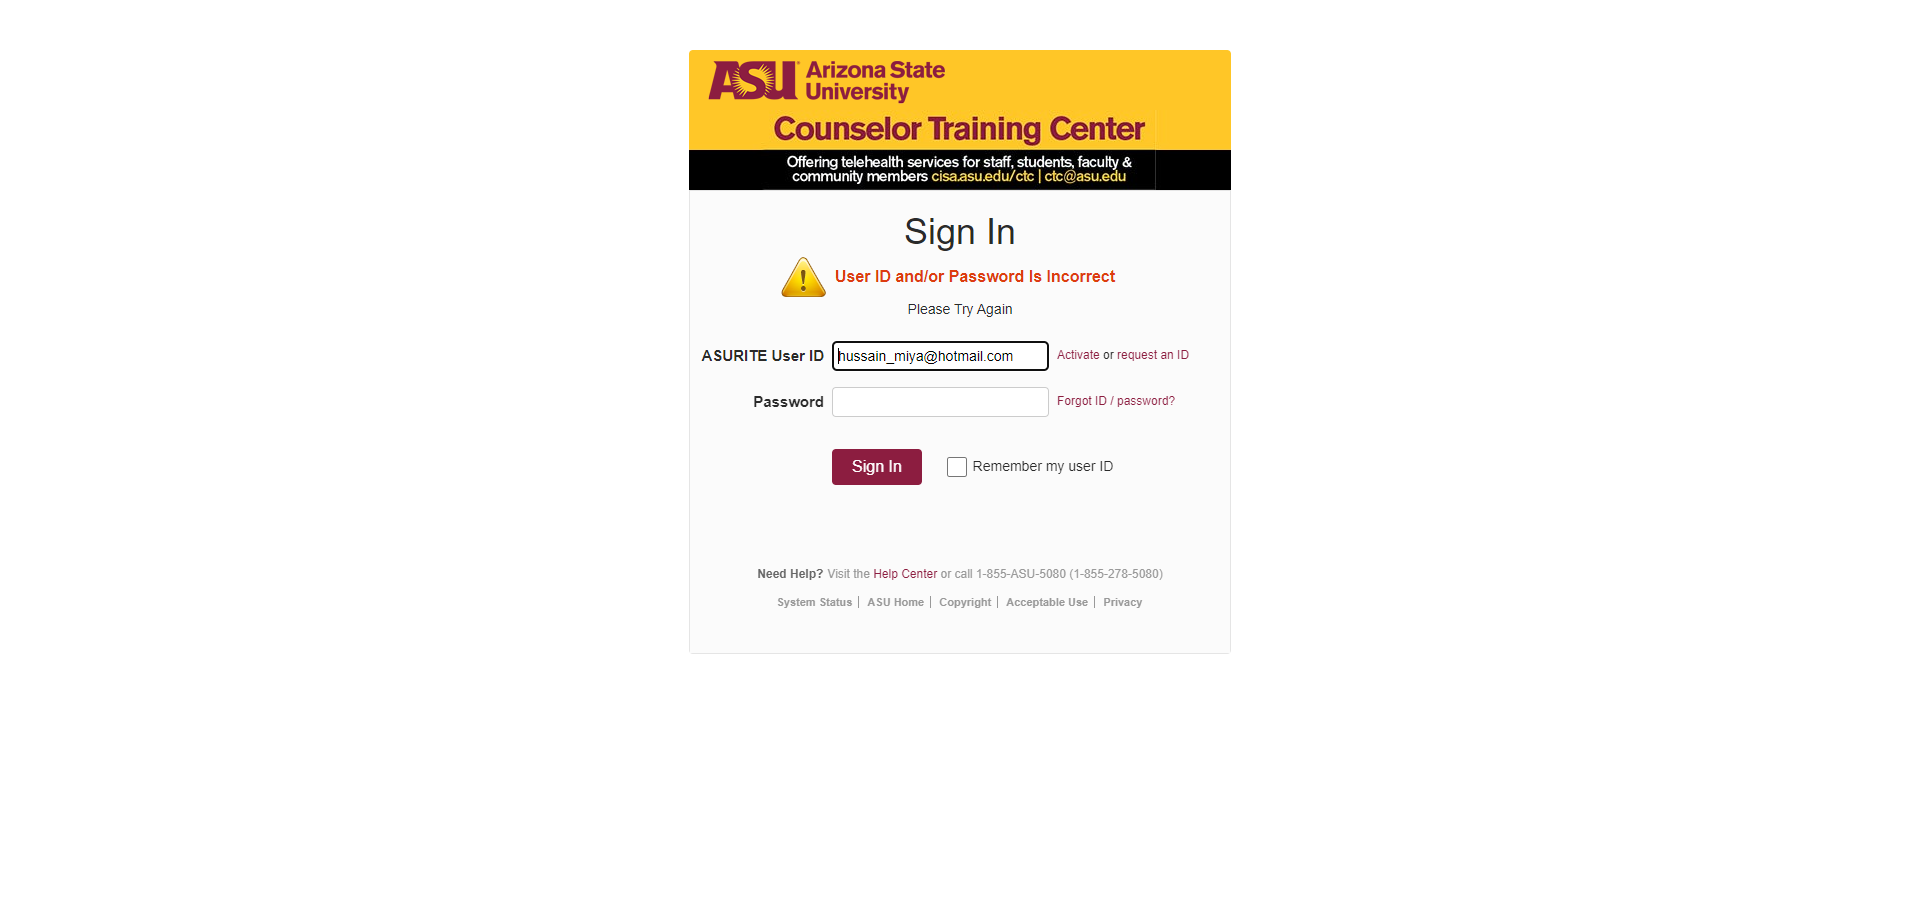 ASU Arizona State
University
Counselor Training Center
Offering telehealth services for staff, students, faculty &
community members cisa.asu.edu/ctc | ctc@asu.edu
Sign In
User ID and/or Password Is Incorrect
Please Try Again
ASURITE User ID hussain_miya@hotmail.com Activate or request an ID
Password Forgot ID / password?
Sign In Remember my user ID
Need Help? Visit the Help Center or call 1-855-ASU-5080 (1-855-278-5080)
System Status | ASU Home | Copyright | Acceptable Use | Privacy